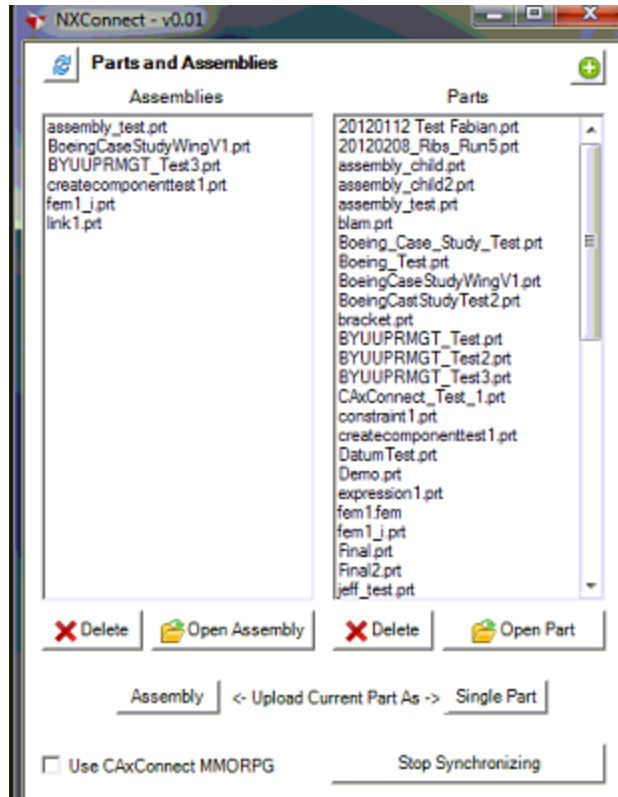 NXConnect - v0.01
Parts and Assemblies
Assemblies
assembly_test.prt
BoeingCaseStudyWingV1.prt
BYUUPRMGT_Test3.prt
createcomponenttest1.prt
fem1_i.prt
link1.prt
Parts
20120112 Test Fabian.prt
20120208_Ribs_Run5.prt
assembly_child.prt
assembly_child2.prt
assembly_test.prt
blam.prt
Boeing_Case_Study_Test.prt
Boeing_Test.prt
BoeingCaseStudyWingV1.prt
BoeingCastStudyTest2.prt
bracket.prt
BYUUPRMGT_Test.prt
BYUUPRMGT_Test2.prt
BYUUPRMGT_Test3.prt
CAxConnect_Test_1.prt
constraint1.prt
createcomponenttest1.prt
DatumTest.prt
Demo.prt
expression1.prt
fem1.fem
fem1_i.prt
Final.prt
Final2.prt
jeff_test.prt
Delete
Open Assembly
Delete
Open Part
Assembly <- Upload Current Part As -> Single Part
Use CAxConnect MMORPG
Stop Synchronizing